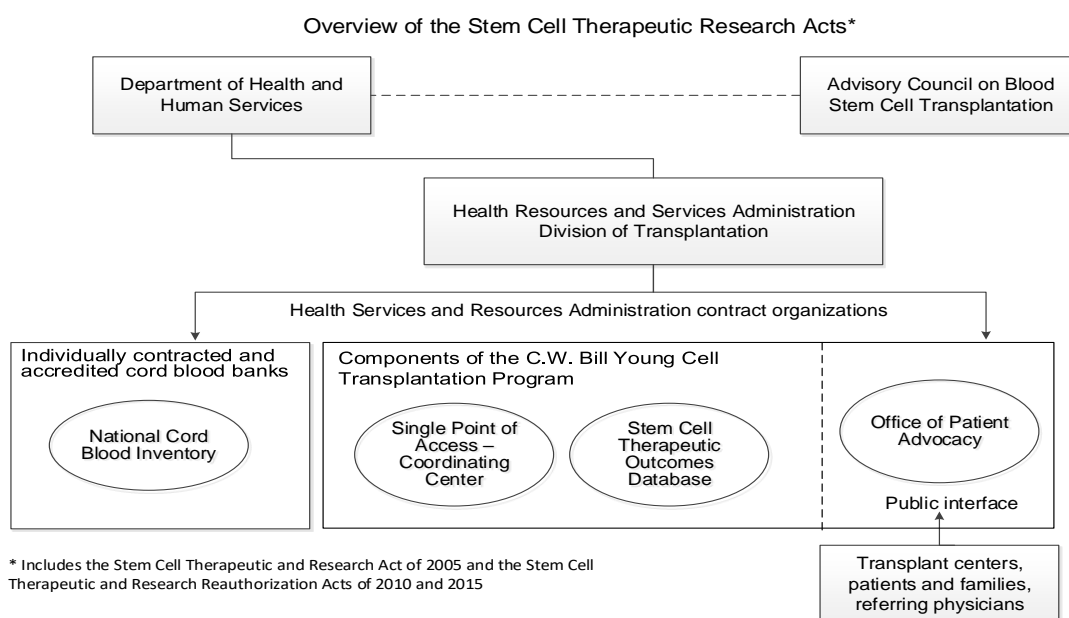 Overview of the Stem Cell Therapeutic Research Acts*
Department of Health and
Human Services
Advisory Council on Blood
Stem Cell Transplantation
Health Resources and Services Administration
Division of Transplantation
Health Services and Resources Administration contract organizations
Individually contracted and
accredited cord blood banks
National Cord
Blood Inventory
Components of the C.W. Bill Young Cell
Transplantation Program
Single Point of
Access –
Coordinating
Center
Stem Cell
Therapeutic
Outcomes
Database
Office of Patient
Advocacy
Public interface
Transplant centers,
patients and families,
referring physicians
* Includes the Stem Cell Therapeutic and Research Act of 2005 and the Stem Cell
Therapeutic and Research Reauthorization Acts of 2010 and 2015